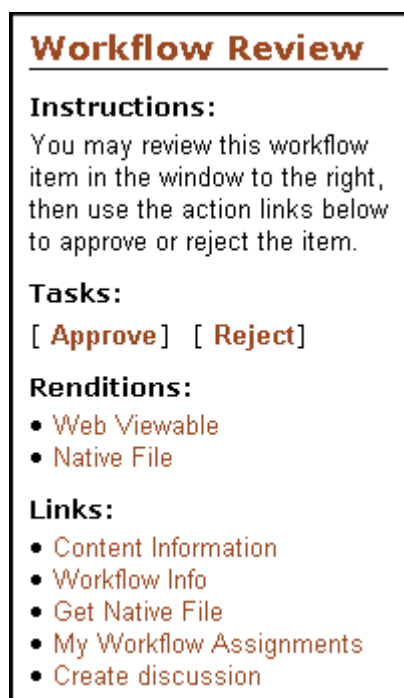 Workflow Review
Instructions:
You may review this workflow
item in the window to the right,
then use the action links below
to approve or reject the item.
Tasks:
[ Approve] [ Reject]
Renditions:
• Web Viewable
• Native File
Links:
• Content Information
• Workflow Info
• Get Native File
• My Workflow Assignments
• Create discussion